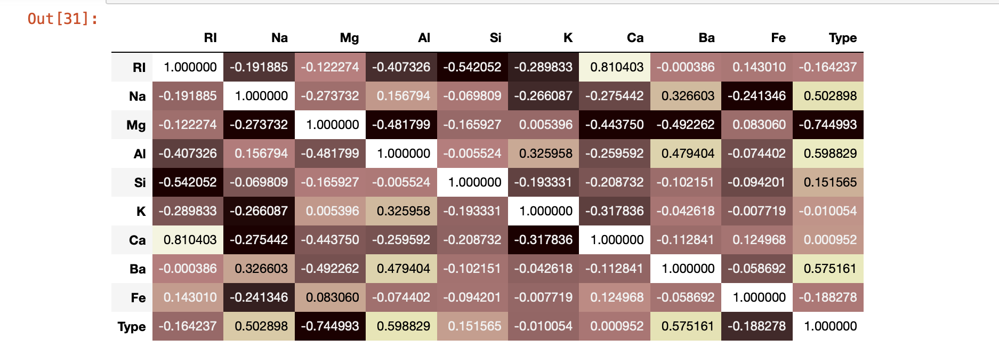 Out[31]:
RI Na Mg Al Si K Ca Ba Fe Type
RI 1.000000 -0.191885 -0.122274 -0.407326 -0.542052 -0.289833 0.810403 -0.000386 0.143010 -0.164237
Na -0.191885 1.000000 -0.273732 0.156794 -0.069809 -0.266087 -0.275442 0.326603 -0.241346 0.502898
Mg -0.122274 -0.273732 1.000000 -0.481799 -0.165927 0.005396 -0.443750 -0.492262 0.083060 -0.744993
Al -0.407326 0.156794 -0.481799 1.000000 -0.005524 0.325958 -0.259592 0.479404 -0.074402 0.598829
Si -0.542052 -0.069809 -0.165927 -0.005524 1.000000 -0.193331 -0.208732 -0.102151 -0.094201 0.151565
K -0.289833 -0.266087 0.005396 0.325958 -0.193331 1.000000 -0.317836 -0.042618 -0.007719 -0.010054
Ca 0.810403 -0.275442 -0.443750 -0.259592 -0.208732 -0.317836 1.000000 -0.112841 0.124968 0.000952
Ba -0.000386 0.326603 -0.492262 0.479404 -0.102151 -0.042618 -0.112841 1.000000 -0.058692 0.575161
Fe 0.143010 -0.241346 0.083060 -0.074402 -0.094201 -0.007719 0.124968 -0.058692 1.000000 -0.188278
Type -0.164237 0.502898 -0.744993 0.598829 0.151565 -0.010054 0.000952 0.575161 -0.188278 1.000000